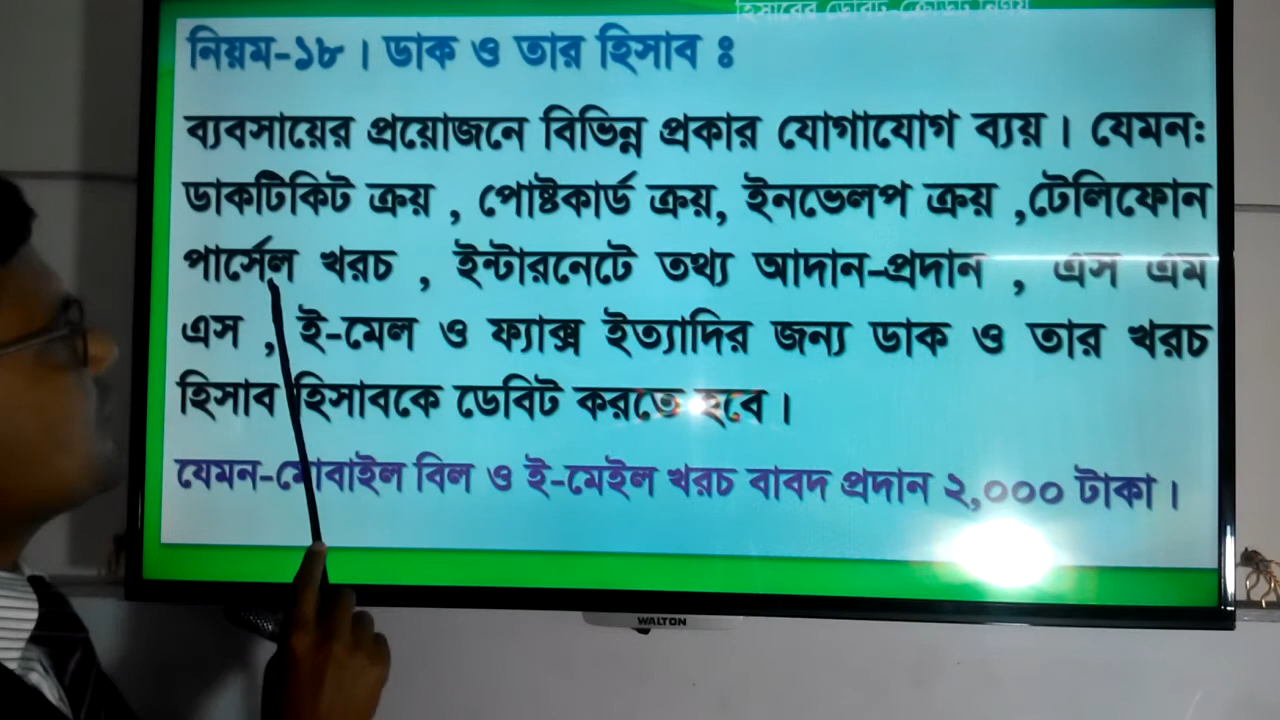 হিসাবের ডেবিট-ক্রেডিট নির্ণয়
নিয়ম-১৮। ডাক ও তার হিসাব ঃ
ব্যবসায়ের প্রয়োজনে বিভিন্ন প্রকার যোগাযোগ ব্যয়। যেমন:
ডাকটিকিট ক্রয় , পোষ্টকার্ড ক্রয়, ইনভেলপ ক্রয় ,টেলিফোন
পার্সেল খরচ , ইন্টারনেটে তথ্য আদান-প্রদান , এস এম
এস , ই-মেল ও ফ্যাক্স ইত্যাদির জন্য ডাক ও তার খরচ
হিসাব হিসাবকে ডেবিট করতে হবে।
যেমন-মোবাইল বিল ও ই-মেইল খরচ বাবদ প্রদান ২,০০০ টাকা।
WALTON